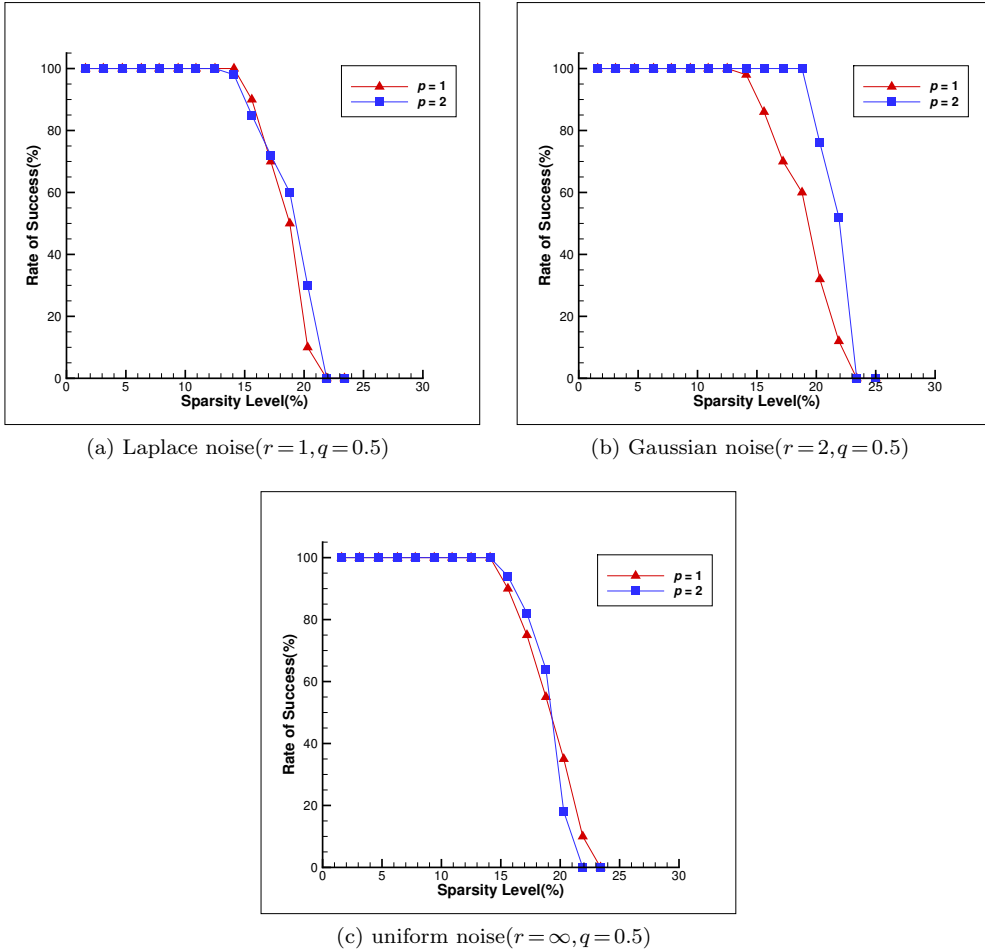 Rate of Success(%)
100
80
60
40
20
0
0 5 10 15 20 25 30
Sparsity Level(%)
p = 1
p = 2
(a) Laplace noise(r = 1, q = 0.5)
Rate of Success(%)
100
80
60
40
20
0
0 5 10 15 20 25 30
Sparsity Level(%)
p = 1
p = 2
(b) Gaussian noise(r = 2, q = 0.5)
Rate of Success(%)
100
80
60
40
20
0
0 5 10 15 20 25 30
Sparsity Level(%)
p = 1
p = 2
(c) uniform noise(r = ∞, q = 0.5)